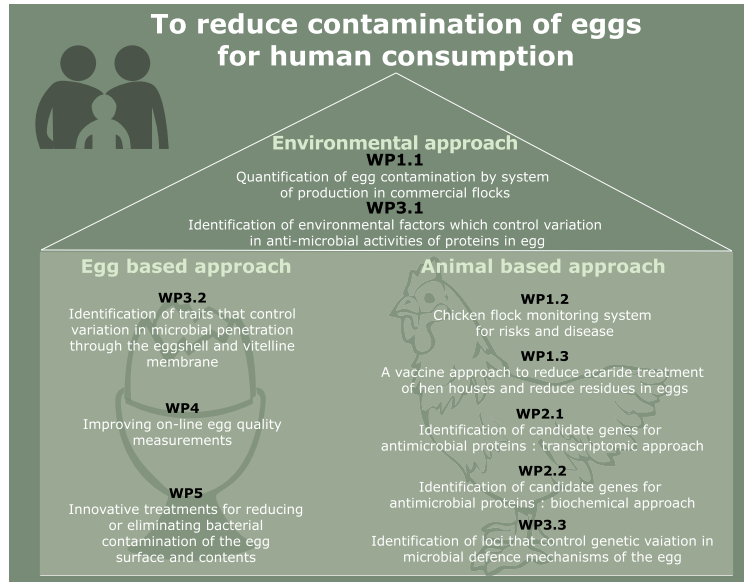 To reduce contamination of eggs
for human consumption
Environmental approach
WP1.1
Quantification of egg contamination by system
of production in commercial flocks
WP3.1
Identification of environmental factors which control variation
in anti-microbial activities of proteins in egg
Egg based approach
WP3.2
Identification of traits that control
variation in microbial penetration
through the eggshell and vitelline
membrane
WP4
Improving on-line egg quality
measurements
WP5
Innovative treatments for reducing
or eliminating bacterial
contamination of the egg
surface and contents
Animal based approach
WP1.2
Chicken flock monitoring system
for risks and disease
WP1.3
A vaccine approach to reduce acaride treatment
of hen houses and reduce residues in eggs
WP2.1
Identification of candidate genes for
antimicrobial proteins : transcriptomic approach
WP2.2
Identification of candidate genes for
antimicrobial proteins : biochemical approach
WP3.3
Identification of loci that control genetic vaiation in
microbial defence mechanisms of the egg